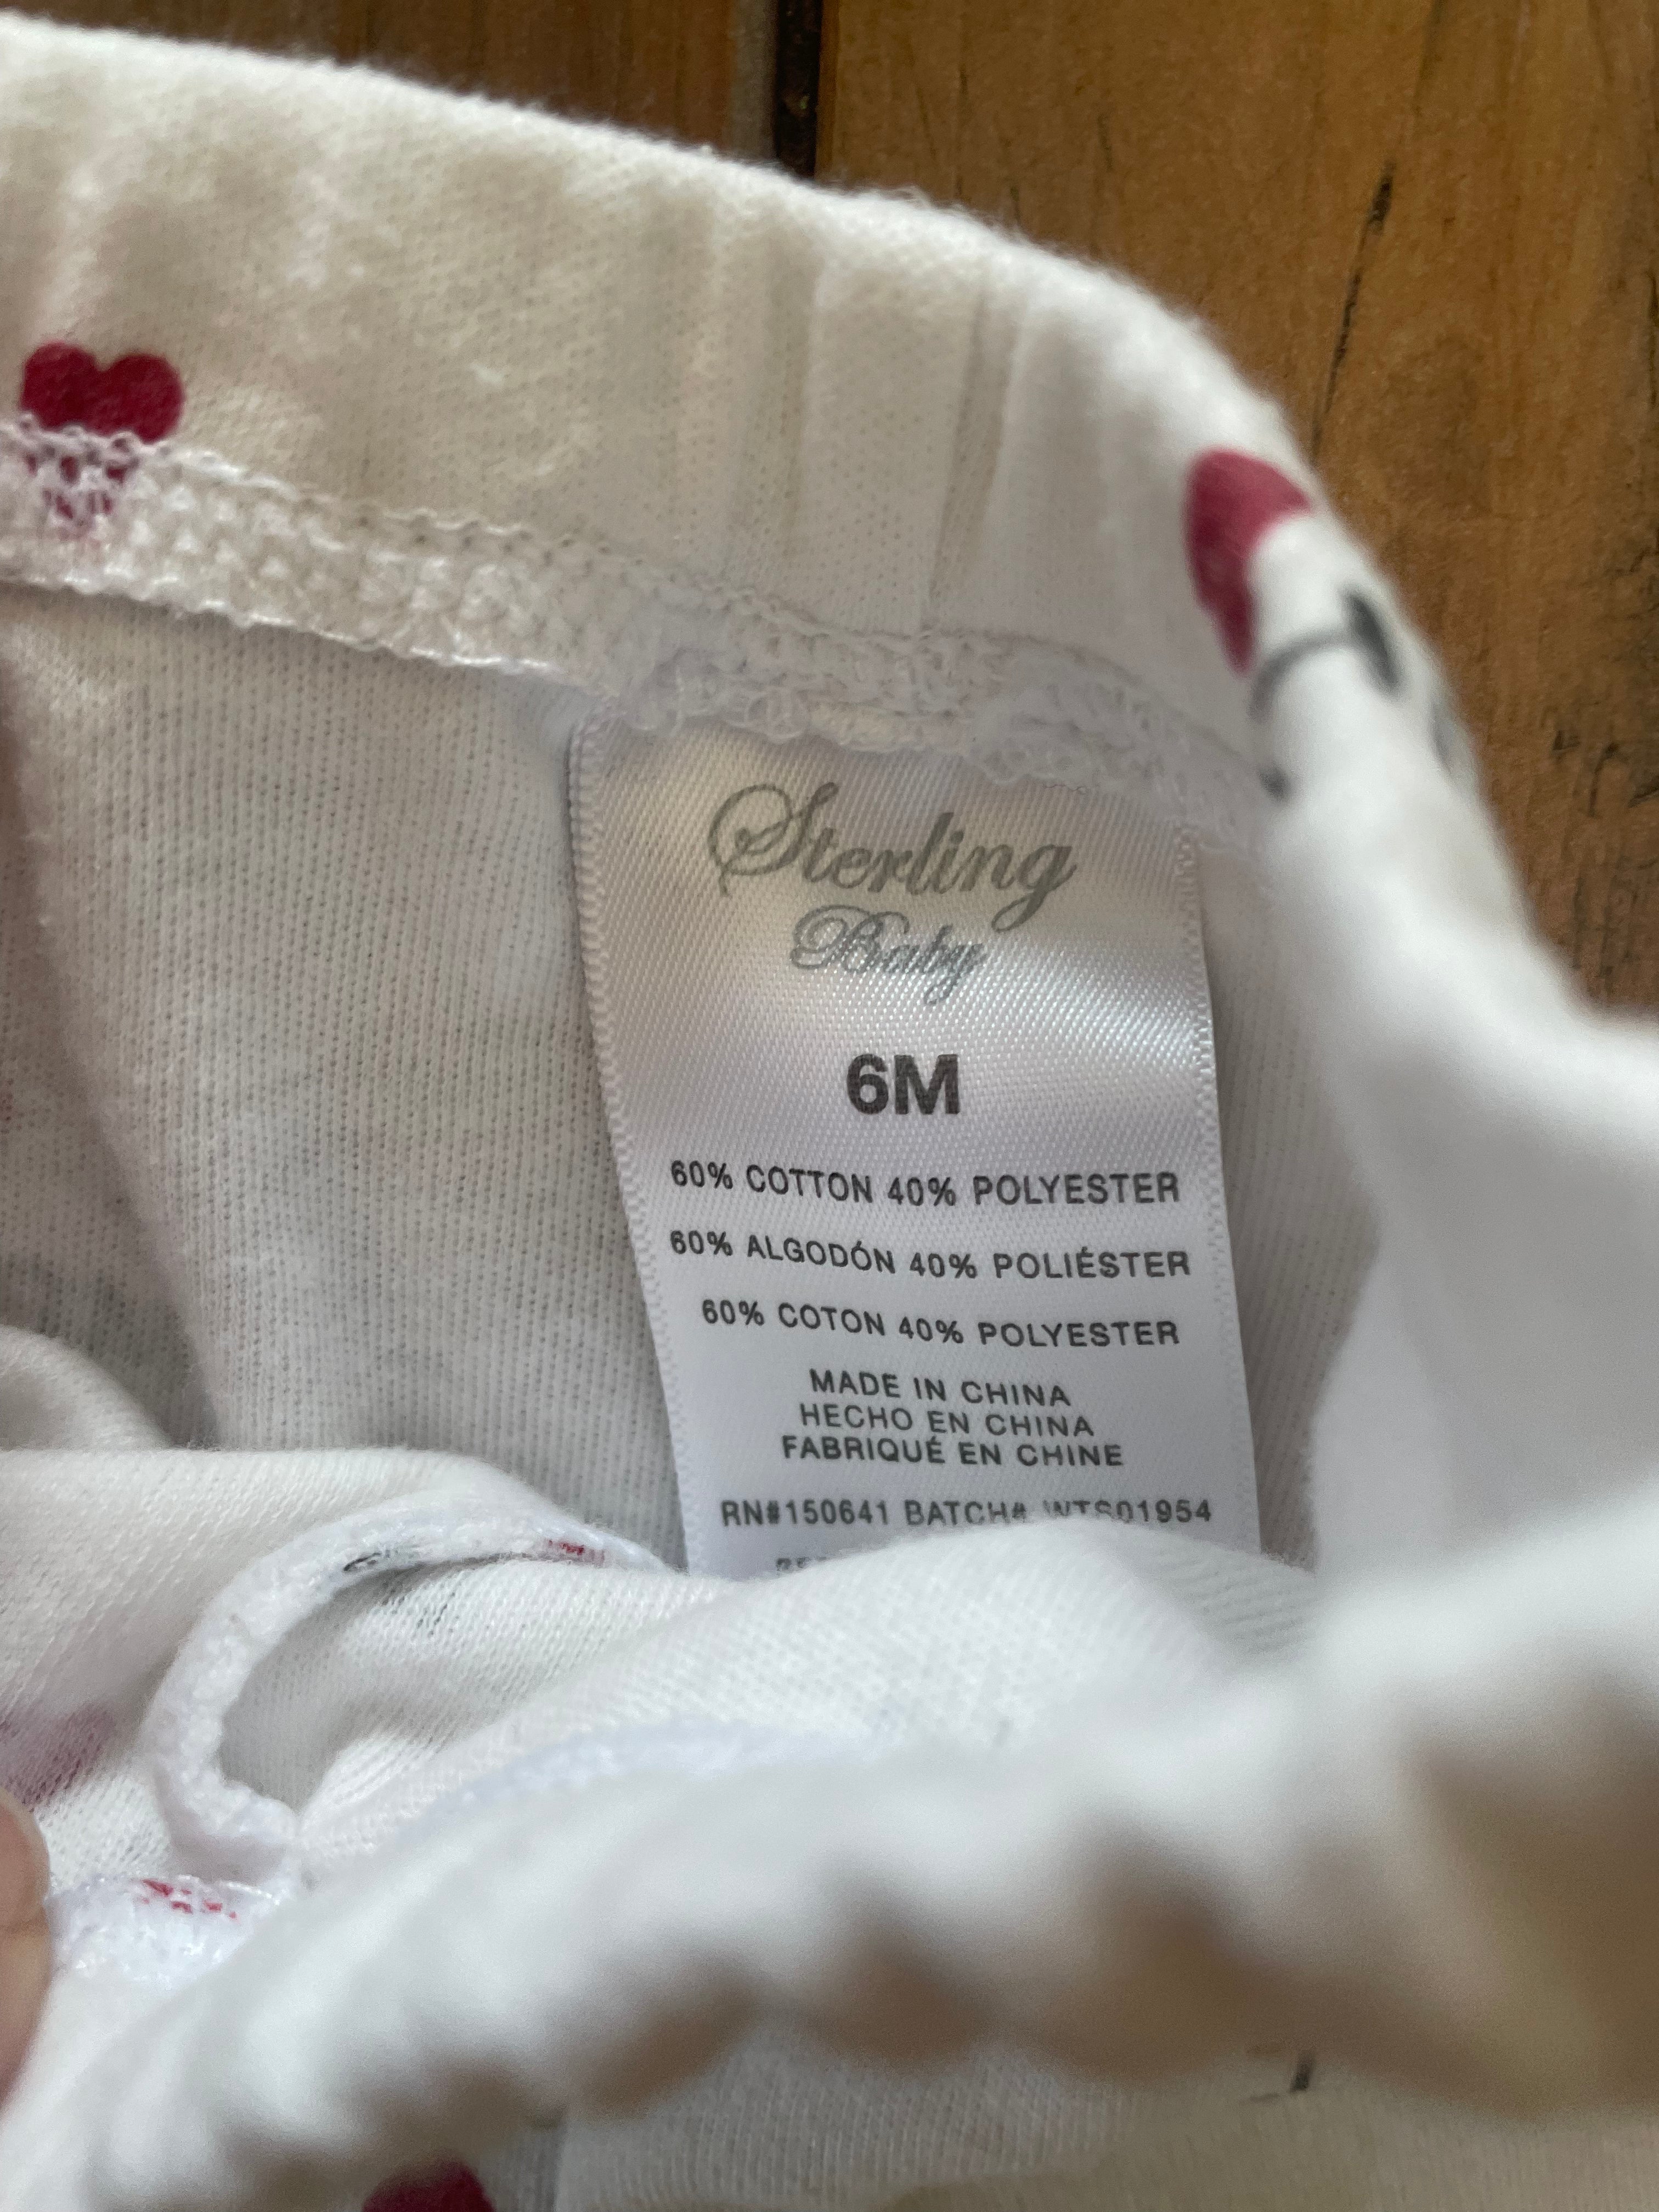 Sterling
Baby
6M
60% COTTON 40% POLYESTER
60% ALGODÓN 40% POLIÉSTER
60% COTON 40% POLYESTER
MADE IN CHINA
HECHO EN CHINA
FABRIQUÉ EN CHINE
RN#150641 BATCH# WTS01954